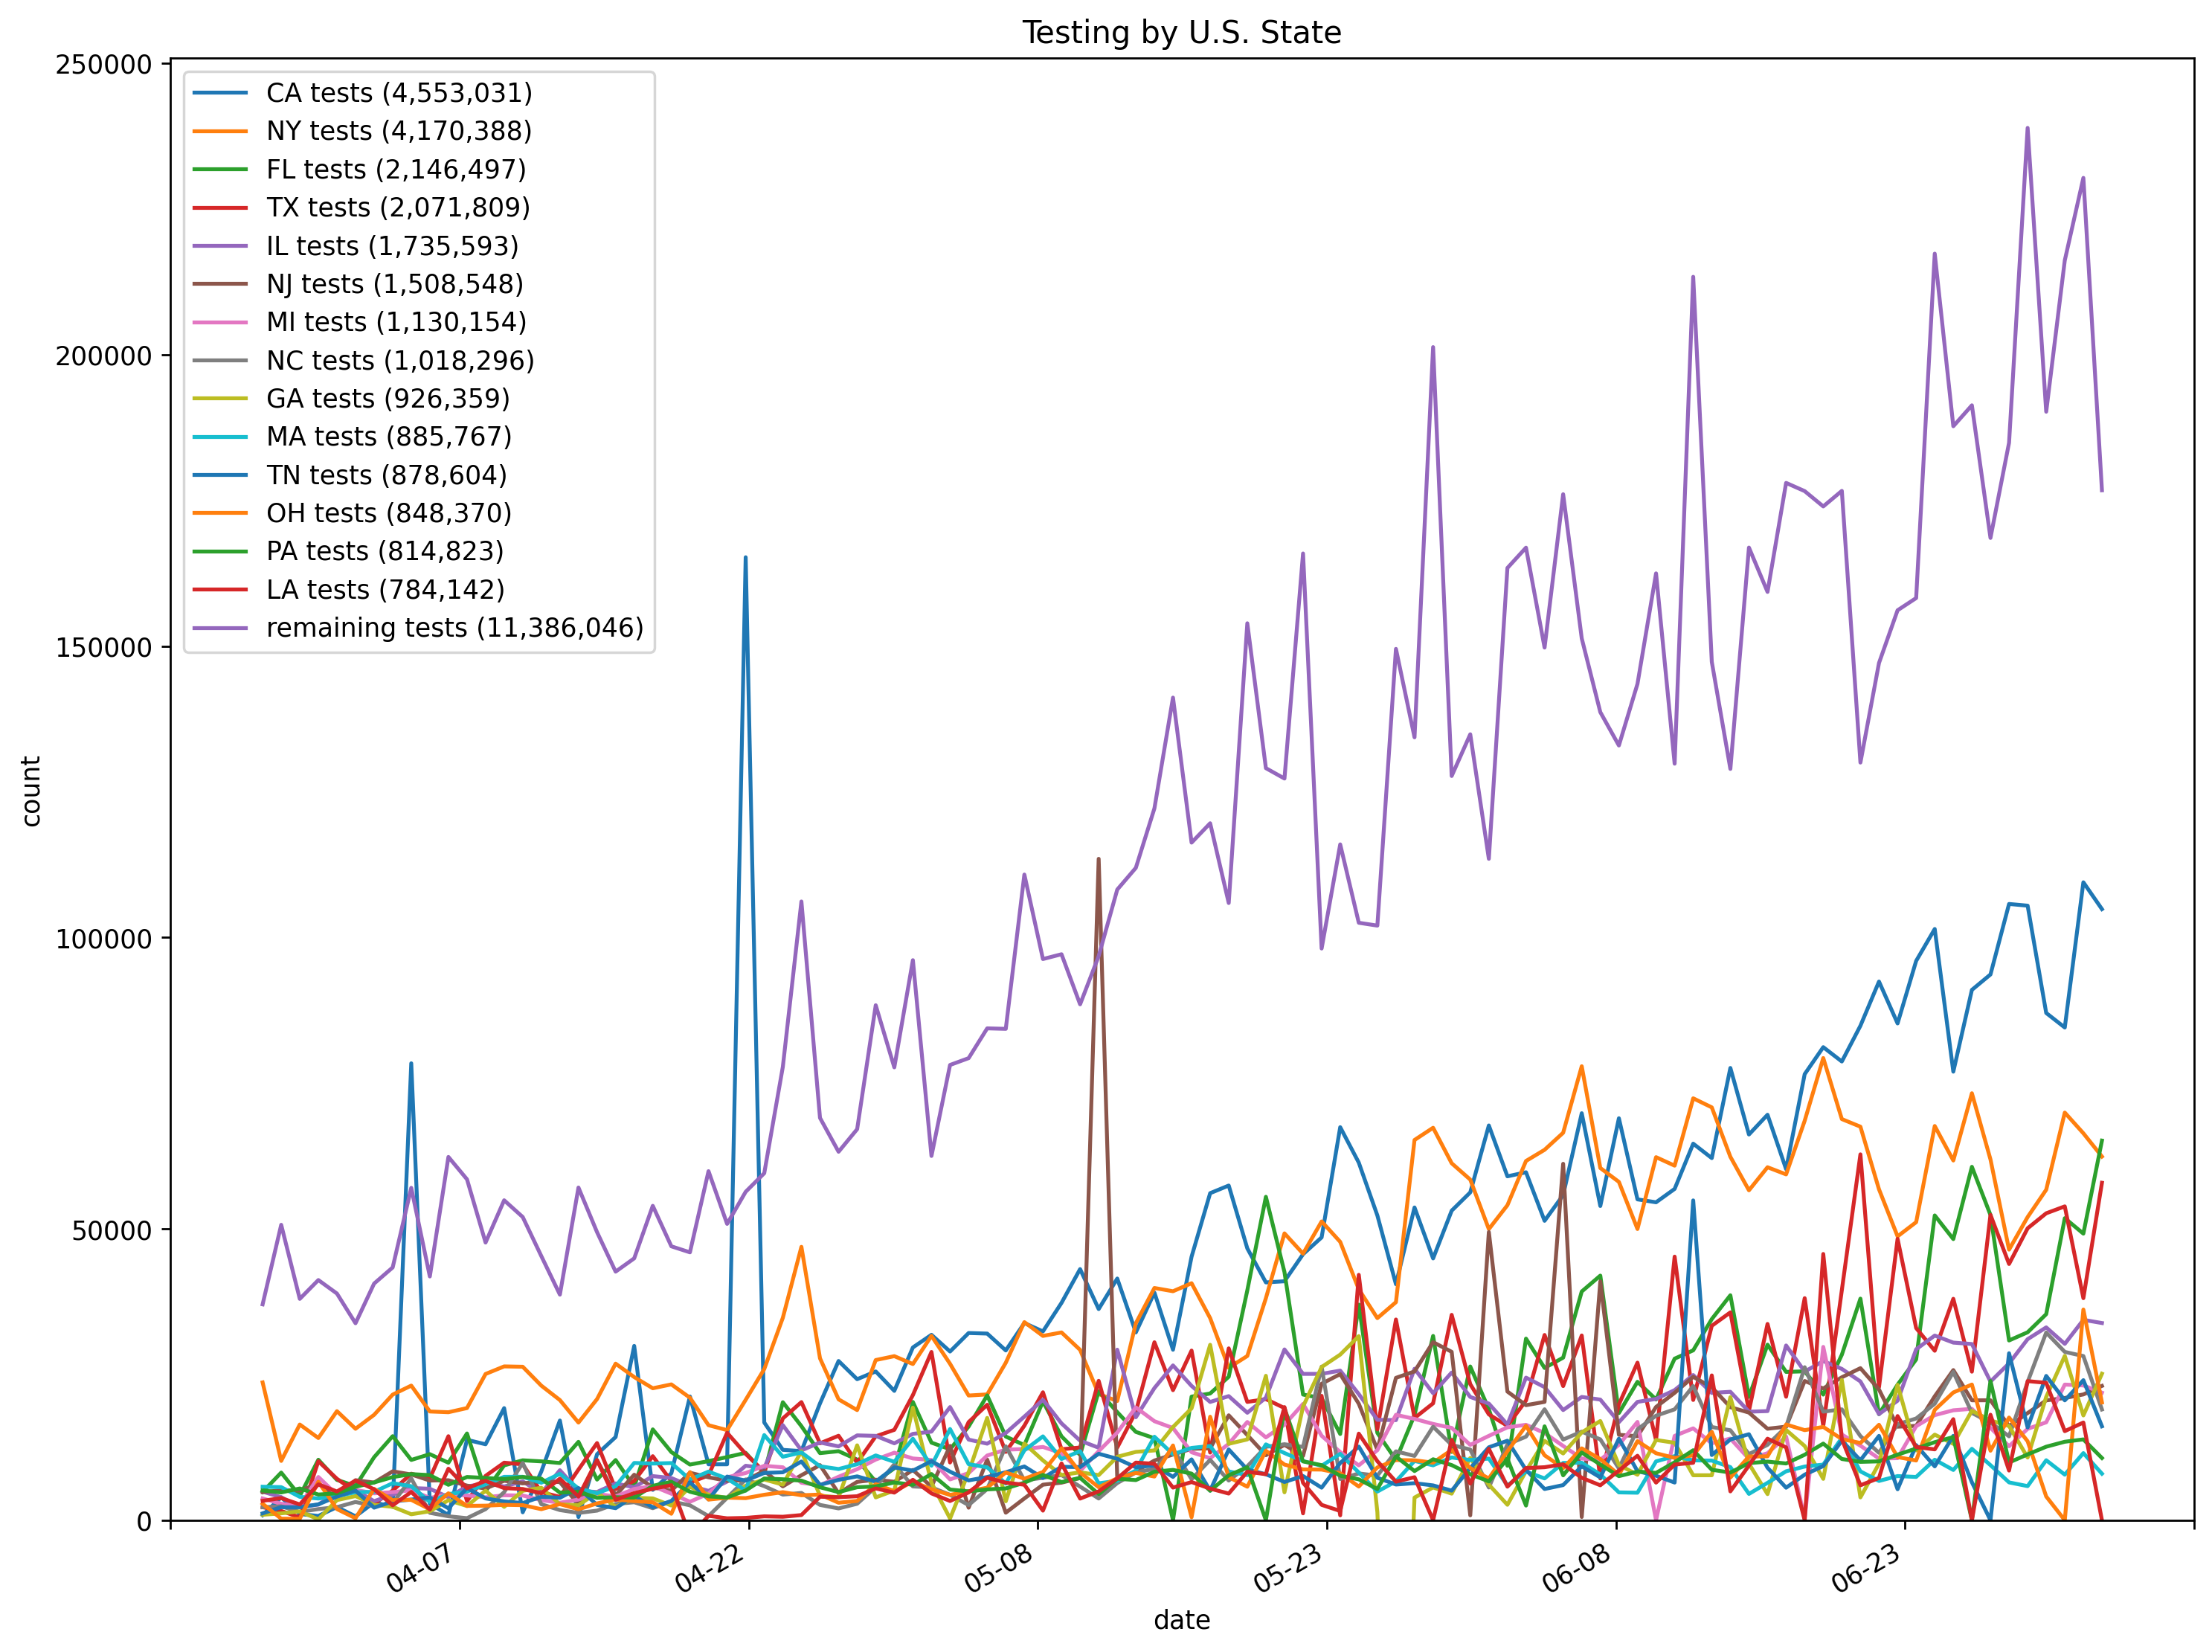 Testing by U.S. State
250000
200000
150000
100000
50000
0
count
CA tests (4,553,031)
NY tests (4,170,388)
FL tests (2,146,497)
TX tests (2,071,809)
IL tests (1,735,593)
NJ tests (1,508,548)
MI tests (1,130,154)
NC tests (1,018,296)
GA tests (926,359)
MA tests (885,767)
TN tests (878,604)
OH tests (848,370)
PA tests (814,823)
LA tests (784,142)
remaining tests (11,386,046)
04-07
04-22
05-08
05-23
06-08
06-23
date